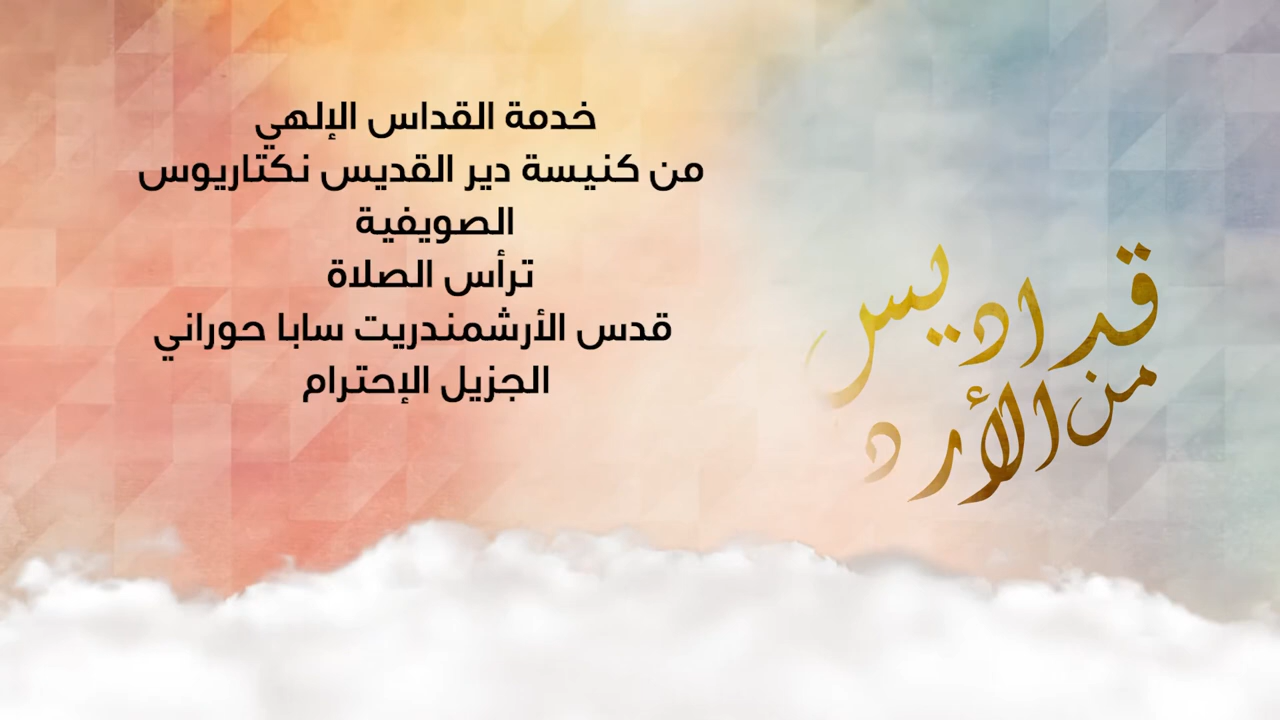 خدمة القداس الإلهي
من كنيسة دير القديس نكتاريوس
الصويفية
ترأس الصلاة
قدس الأرشمندريت سابا حوراني
الجزيل الإحترام
قداديس
من الأرد